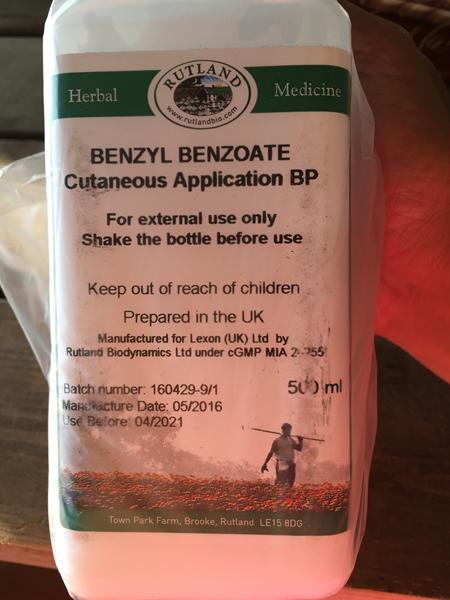 RUTLAND
www.rutlandbio.com
Herbal Medicine
BENZYL BENZOATE
Cutaneous Application BP
For external use only
Shake the bottle before use
Keep out of reach of children
Prepared in the UK
Manufactured for Lexon (UK) Ltd by
Rutland Biodynamics Ltd under cGMP MIA
Batch number: 160429-9/1 500 ml
Manufacture Date: 05/2016
Use Before: 04/2021
Town Park Farm, Brooke, Rutland LE15 8DG